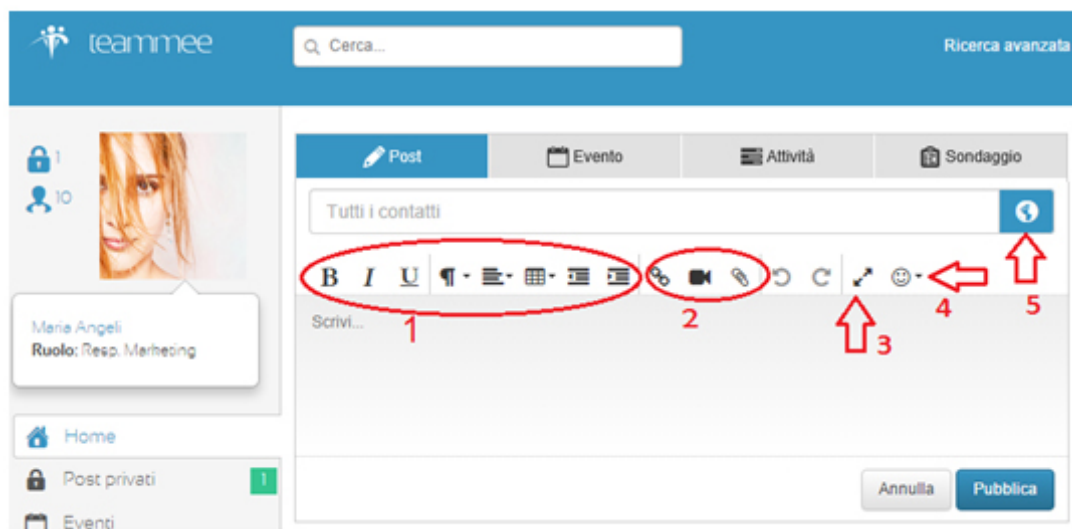 teammee
Cerca...
Ricerca avanzata
1
10
Post
Evento
Attività
Sondaggio
Tutti i contatti
B I U ¶
1
2
3
4
5
Scrivi...
Maria Angeli
Ruolo: Resp. Marketing
Home
Post privati
1
Eventi
Annulla
Pubblica